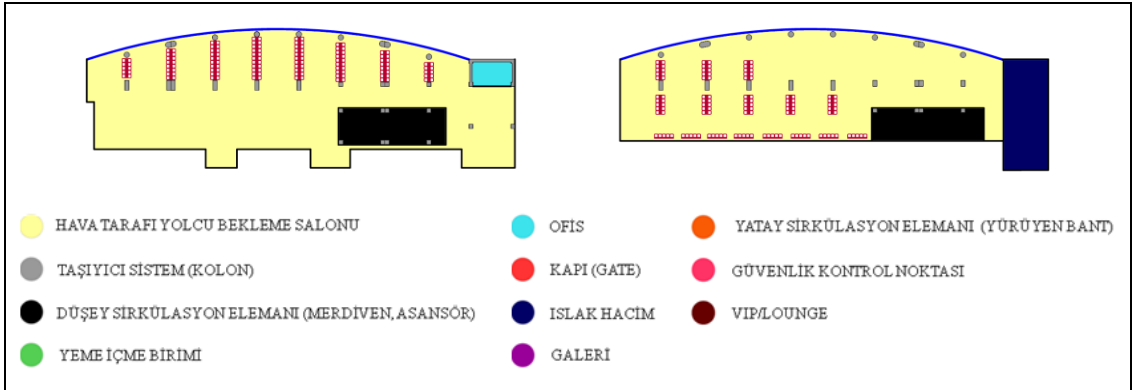 HAVA TARAFI YOLCU BEKLEME SALONU
OFİS
YATAY SİRKÜLASYON ELEMANI (YÜRÜYEN BANT)
TAŞIYICI SİSTEM (KOLON)
KAPI (GATE)
GÜVENLİK KONTROL NOKTASI
DÜŞEY SİRKÜLASYON ELEMANI (MERDİVEN, ASANSÖR)
ISLAK HACİM
VIP/LOUNGE
YEME İÇME BİRİMİ
GALERİ